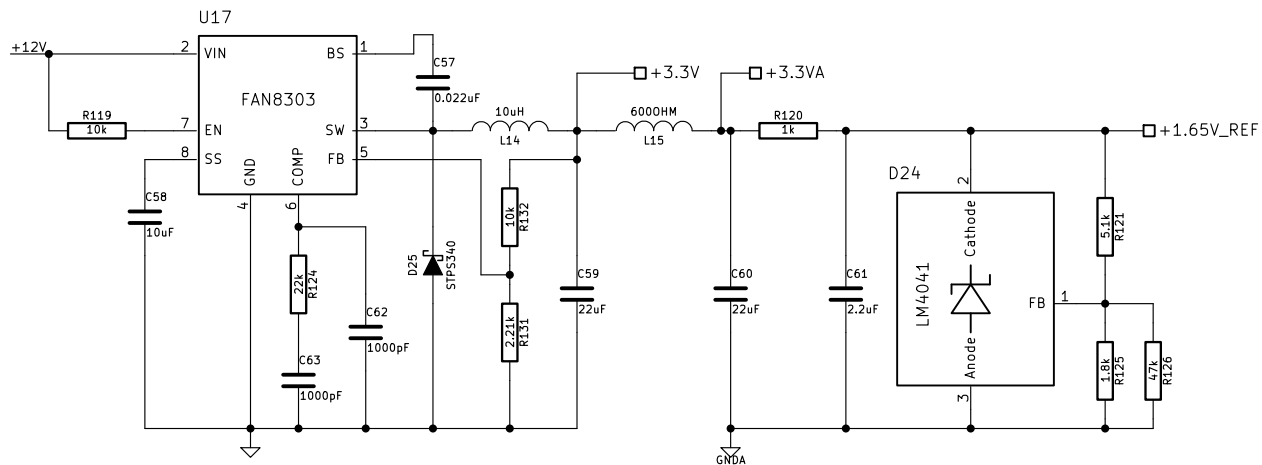 U17
+12V
2
VIN
BS
1
C57
0.022uF
+3.3V
+3.3VA
FAN8303
R119
10k
7
EN
SW
3
10uH
L14
600OHM
L15
R120
1k
+1.65V_REF
8
SS
FB
5
GND
COMP
4
6
C58
10uF
10k
R132
D24
2
Cathode
5.1k
R121
22k
R124
D25
STPS340
C59
22uF
C60
22uF
C61
2.2uF
LM4041
FB
1
C62
1000pF
2.21k
R131
Anode
1.8k
R125
47k
R126
C63
1000pF
3
GNDA